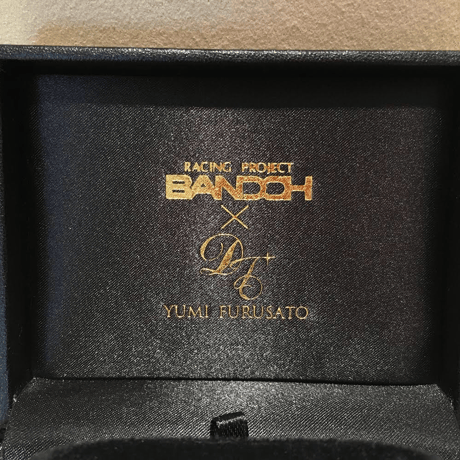 RACING PROJECT
BANDOH
×
DF
YUMI FURUSATO